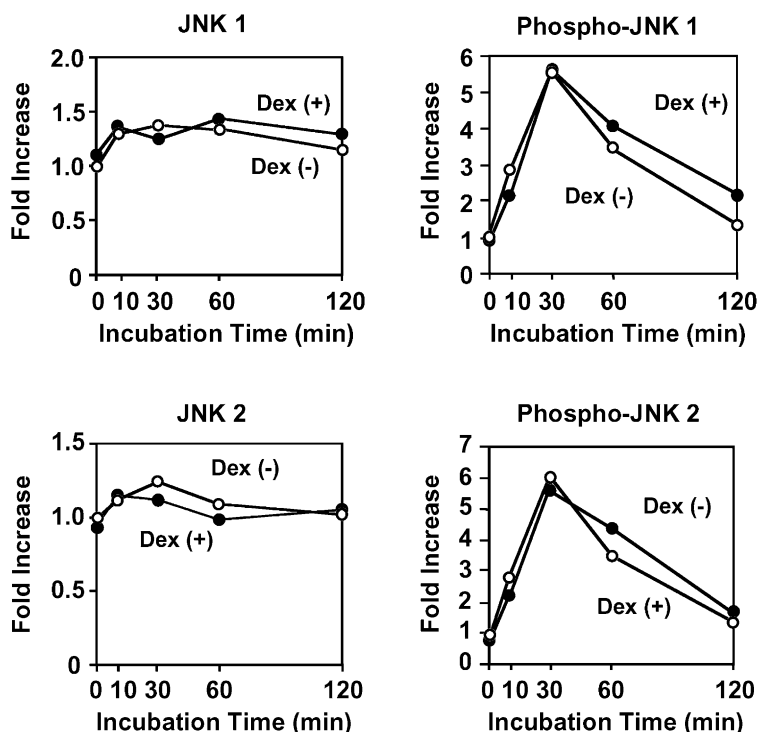 JNK 1
2.0
1.5
1.0
0.5
0
Fold Increase
Dex (+)
Dex (-)
0 10 30 60 120
Incubation Time (min)
Phospho-JNK 1
6
5
4
3
2
1
0
Fold Increase
Dex (+)
Dex (-)
0 10 30 60 120
Incubation Time (min)
JNK 2
1.5
1.0
0.5
0
Fold Increase
Dex (-)
Dex (+)
0 10 30 60 120
Incubation Time (min)
Phospho-JNK 2
7
6
5
4
3
2
1
0
Fold Increase
Dex (-)
Dex (+)
0 10 30 60 120
Incubation Time (min)